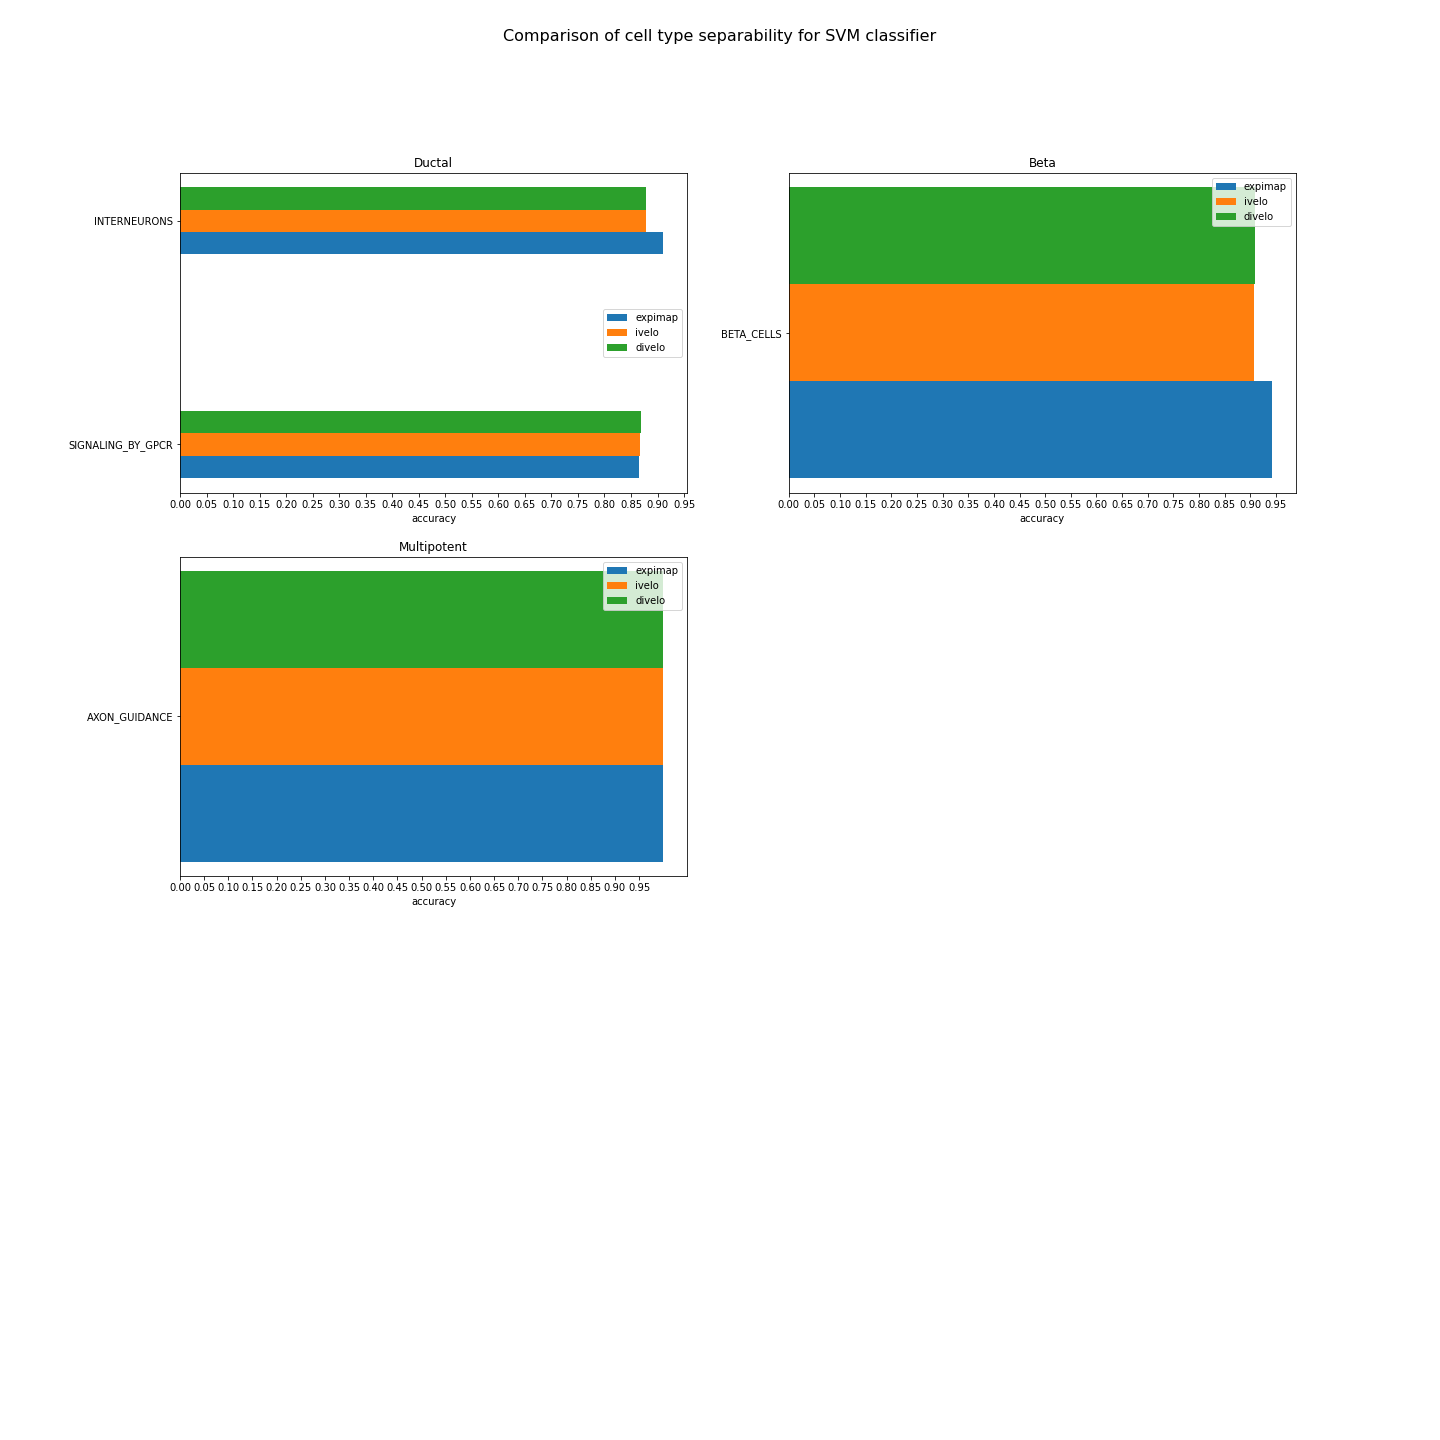 Comparison of cell type separability for SVM classifier
Ductal
INTERNEURONS
SIGNALING_BY_GPCR
expimap
ivelo
divelo
0.00 0.05 0.10 0.15 0.20 0.25 0.30 0.35 0.40 0.45 0.50 0.55 0.60 0.65 0.70 0.75 0.80 0.85 0.90 0.95
accuracy
Beta
BETA_CELLS
expimap
ivelo
divelo
0.00 0.05 0.10 0.15 0.20 0.25 0.30 0.35 0.40 0.45 0.50 0.55 0.60 0.65 0.70 0.75 0.80 0.85 0.90 0.95
accuracy
Multipotent
AXON_GUIDANCE
expimap
ivelo
divelo
0.00 0.05 0.10 0.15 0.20 0.25 0.30 0.35 0.40 0.45 0.50 0.55 0.60 0.65 0.70 0.75 0.80 0.85 0.90 0.95
accuracy